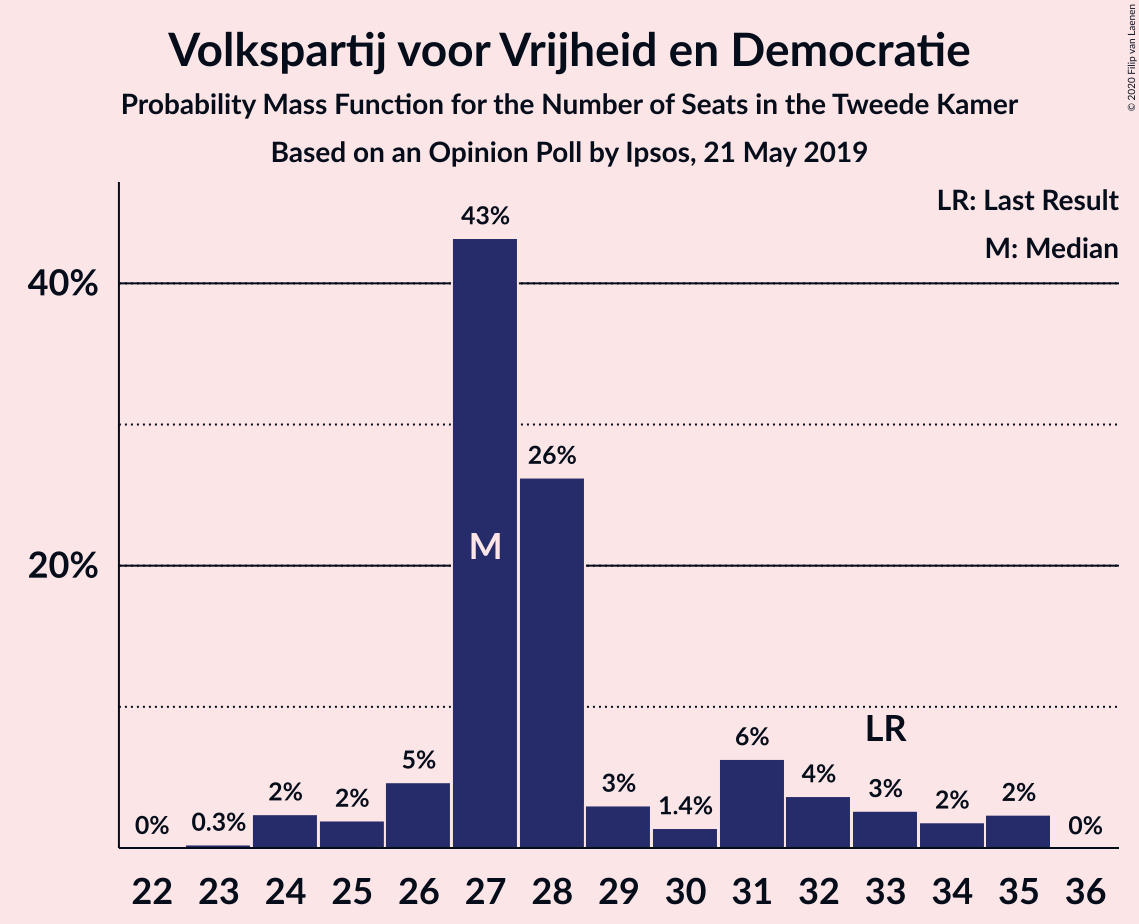 Volkspartij voor Vrijheid en Democratie
Probability Mass Function for the Number of Seats in the Tweede Kamer
Based on an Opinion Poll by Ipsos, 21 May 2019
© 2020 Filip van Laenen
LR: Last Result
M: Median
40%
20%
0%
0.3%
2%
2%
5%
43%
M
26%
3%
1.4%
6%
4%
LR
3%
2%
2%
0%
22 23 24 25 26 27 28 29 30 31 32 33 34 35 36